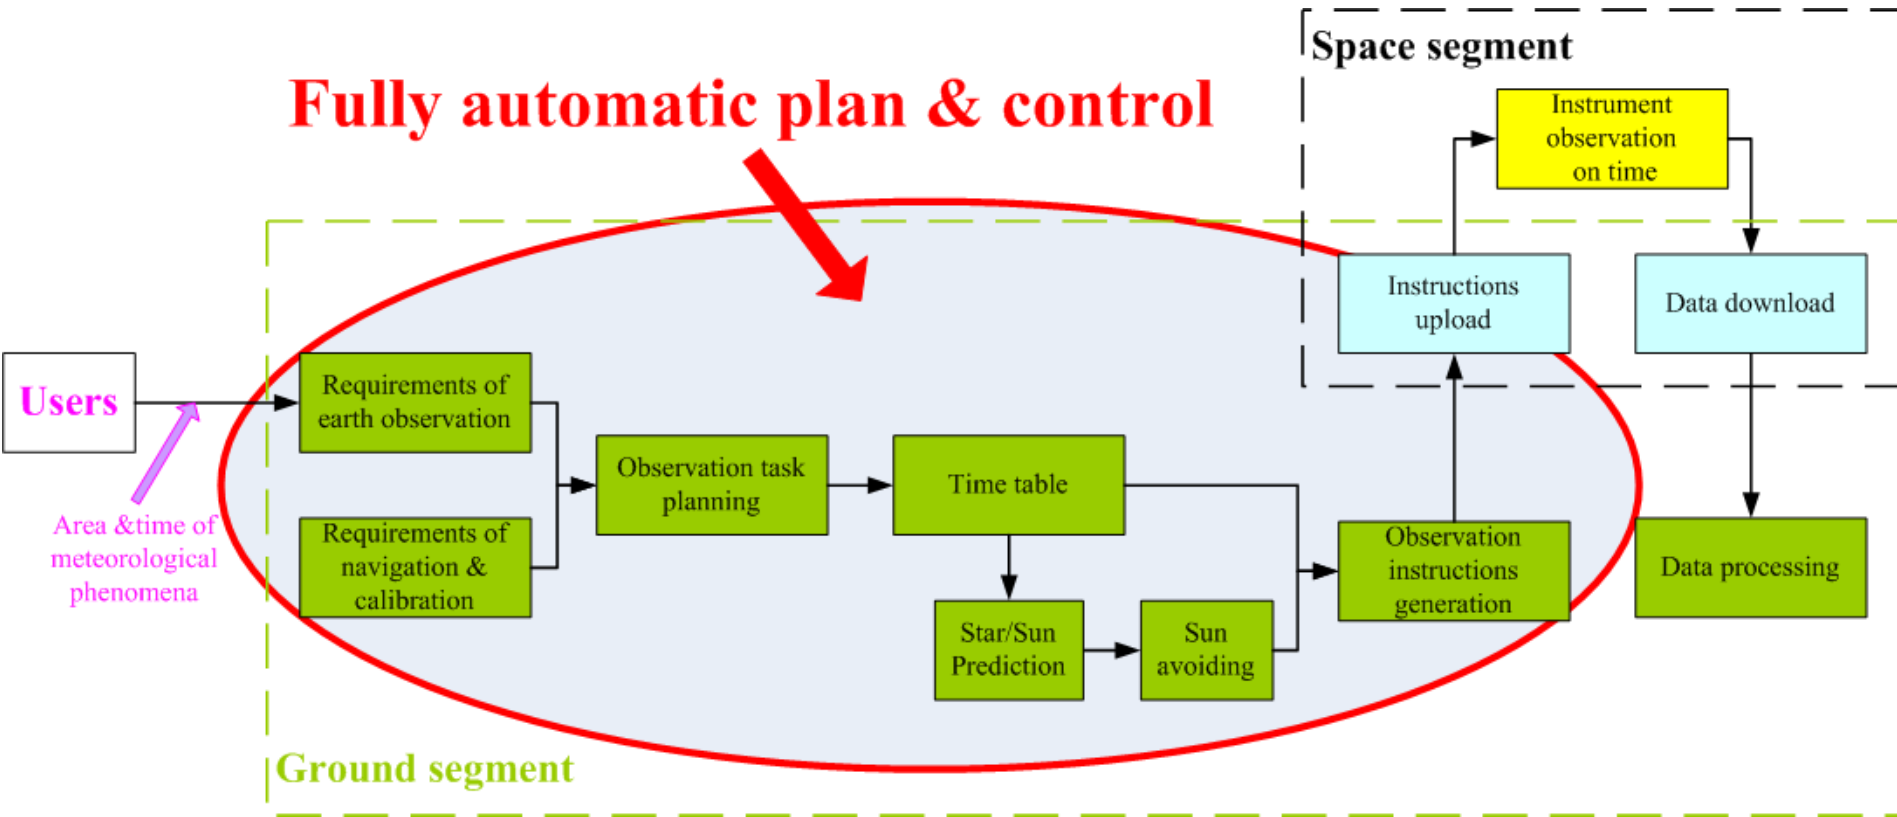 Space segment
Fully automatic plan & control
Instrument
observation
on time
Instructions
upload
Data download
Users
Requirements of
earth observation
Area &time of
meteorological
phenomena
Requirements of
navigation &
calibration
Observation task
planning
Time table
Star/Sun
Prediction
Sun
avoiding
Observation
instructions
generation
Data processing
Ground segment